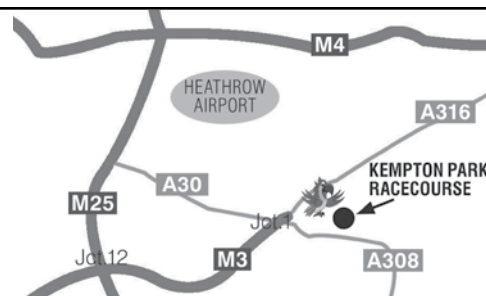 M4
HEATHROW
AIRPORT
A316
KEMPTON PARK
RACECOURSE
A30
M25
Jct.1
Jct.12
M3
A308